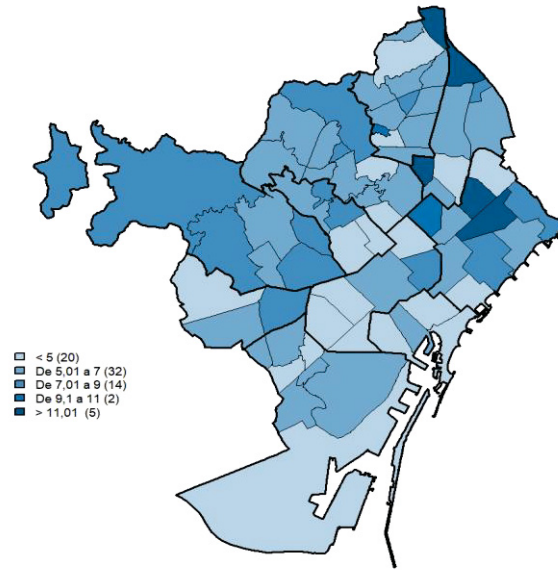 < 5 (20)
De 5,01 a 7 (32)
De 7,01 a 9 (14)
De 9,1 a 11 (2)
> 11,01 (5)